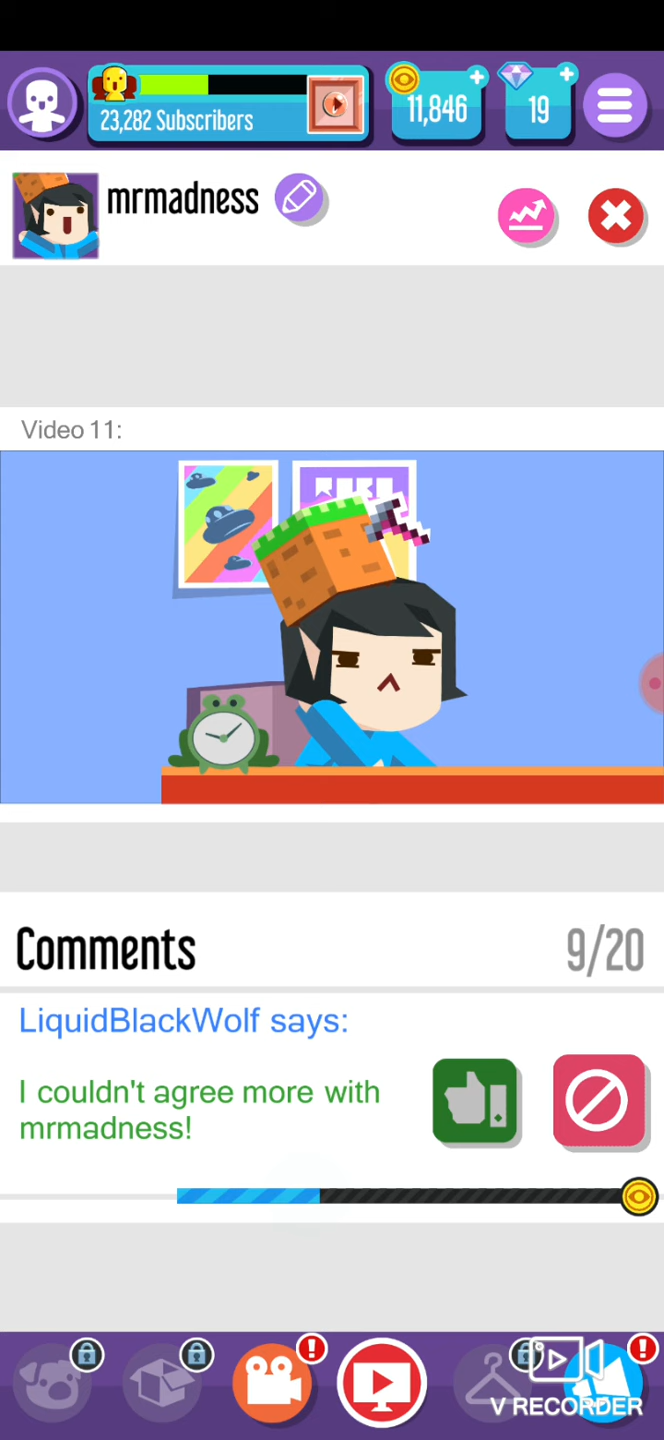 23,282 Subscribers
11,846
19
mrmadness
Video 11:
Comments
9/20
LiquidBlackWolf says:
I couldn't agree more with
mrmadness!
!
!
V RECORDER